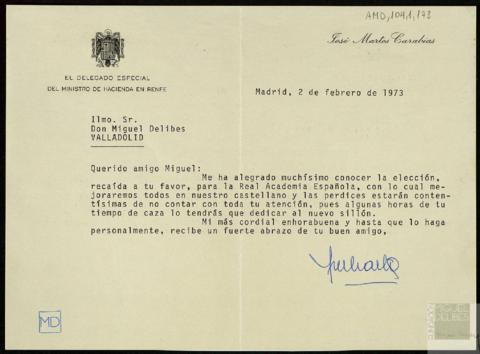 AMD,104,1,173
José Martos Carabias
EL DELEGADO ESPECIAL
DEL MINISTRO DE HACIENDA EN RENFE
Madrid, 2 de febrero de 1973
Ilmo. Sr.
Don Miguel Delibes
VALLADOLID
Querido amigo Miguel:
Me ha alegrado muchísimo conocer la elección,
recaída a tu favor, para la Real Academia Española, con lo cual me-
joraremos todos en nuestro castellano y las perdices estarán conten-
tísimas de no contar con toda tu atención, pues algunas horas de tu
tiempo de caza lo tendrás que dedicar al nuevo sillón.
Mi más cordial enhorabuena y hasta que lo haga
personalmente, recibe un fuerte abrazo de tu buen amigo,
MD
FUNDACIÓN
MIGUEL
DELIBES